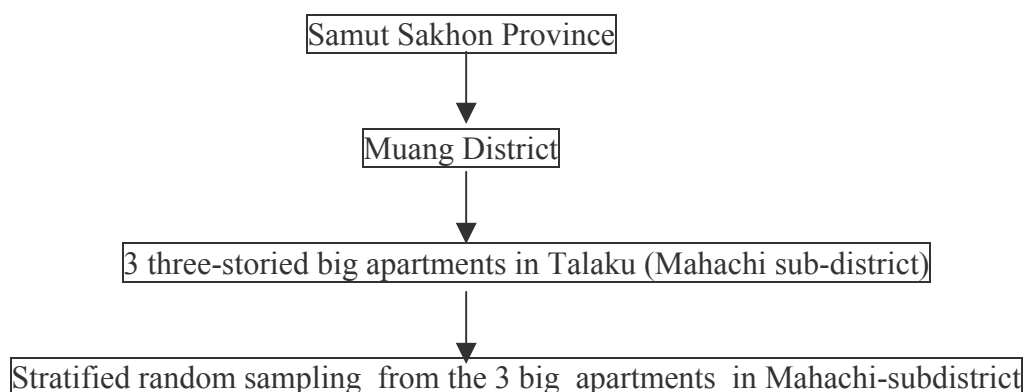 Samut Sakhon Province
Muang District
3 three-storied big apartments in Talaku (Mahachi sub-district)
Stratified random sampling from the 3 big apartments in Mahachi-subdistrict